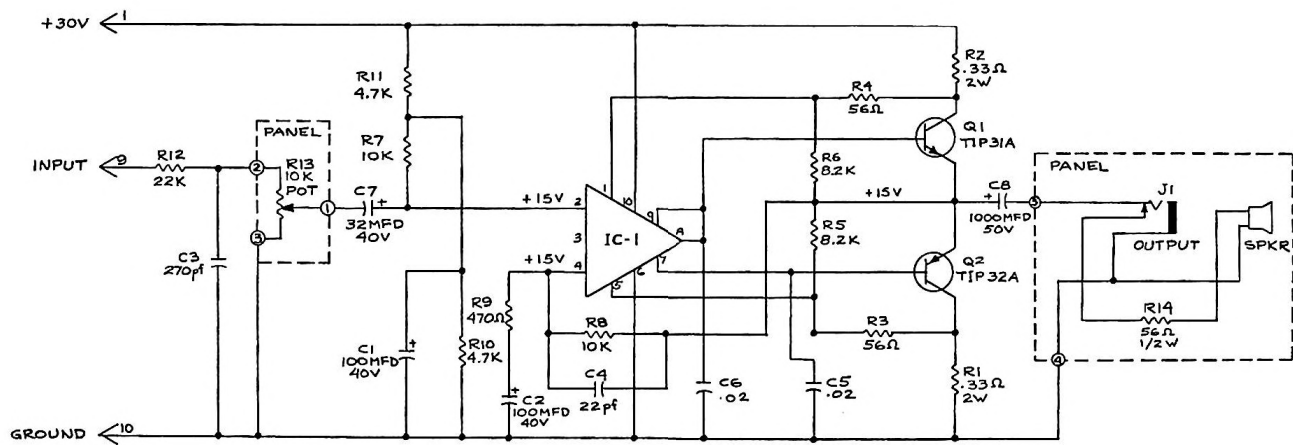 +30V
1
R11
4.7K
R7
10K
PANEL
INPUT
9
R12
22K
2
R13
10K
POT
1
3
C7
+
32MFD
40V
C3
270pf
C1
+
100MFD
40V
R10
4.7K
+15V
2
3
+15V
4
1
10
9
A
IC-1
7
6
5
R9
470Ω
C2
+
100MFD
40V
R8
10K
C4
22pf
R4
56Ω
R2
.33Ω
2W
Q1
TIP31A
R6
8.2K
+15V
R5
8.2K
+
C8
1000MFD
50V
Q2
TIP32A
R3
56Ω
C6
.02
C5
.02
R1
.33Ω
2W
PANEL
5
J1
OUTPUT
SPKR
R14
56Ω
1/2W
4
GROUND
10